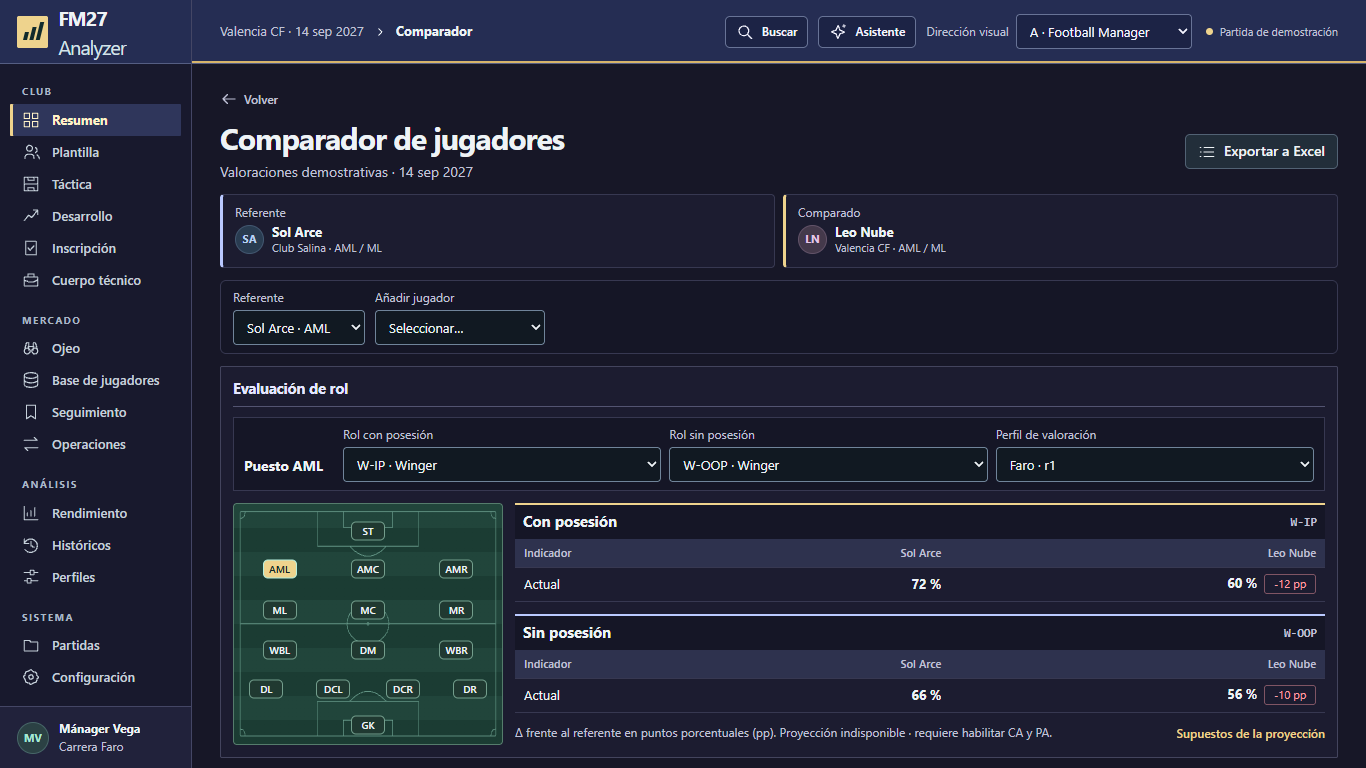 FM27
Analyzer
Valencia CF · 14 sep 2027 › Comparador
Buscar
Asistente
Dirección visual
A · Football Manager
Partida de demostración
CLUB
Resumen
Plantilla
Táctica
Desarrollo
Inscripción
Cuerpo técnico
MERCADO
Ojeo
Base de jugadores
Seguimiento
Operaciones
ANÁLISIS
Rendimiento
Históricos
Perfiles
SISTEMA
Partidas
Configuración
MV
Mánager Vega
Carrera Faro
← Volver
Comparador de jugadores
Valoraciones demostrativas · 14 sep 2027
Exportar a Excel
Referente
SA
Sol Arce
Club Salina · AML / ML
Comparado
LN
Leo Nube
Valencia CF · AML / ML
Referente
Sol Arce · AML
Añadir jugador
Seleccionar...
Evaluación de rol
Puesto AML
Rol con posesión
W-IP · Winger
Rol sin posesión
W-OOP · Winger
Perfil de valoración
Faro · r1
ST
AML AMC AMR
ML MC MR
WBL DM WBR
DL DCL DCR DR
GK
Con posesión W-IP
Indicador Sol Arce Leo Nube
Actual 72 % 60 % -12 pp
Sin posesión W-OOP
Indicador Sol Arce Leo Nube
Actual 66 % 56 % -10 pp
Δ frente al referente en puntos porcentuales (pp). Proyección indisponible · requiere habilitar CA y PA.
Supuestos de la proyección